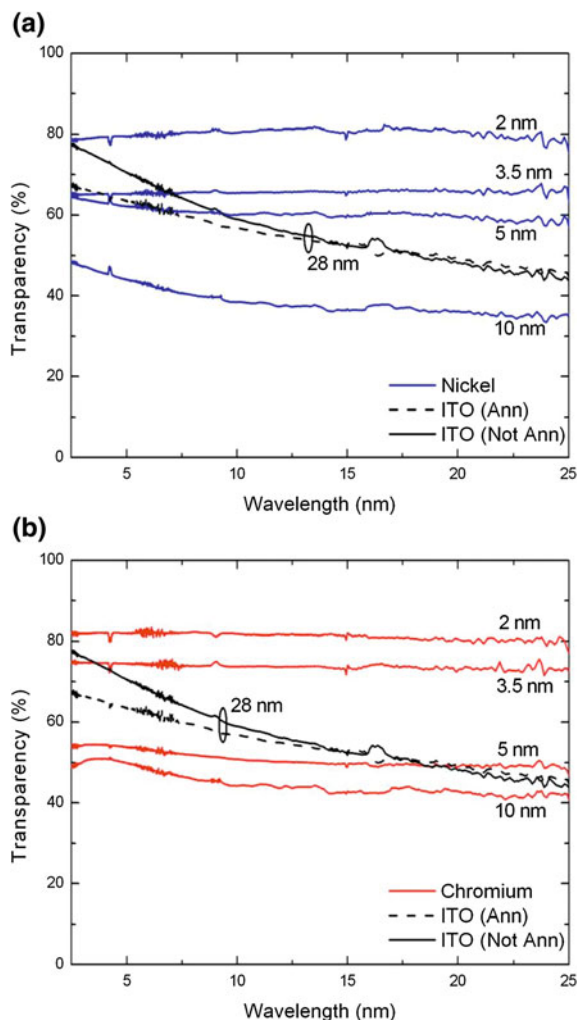 (a)
100
80
60
40
20
0
Transparency (%)
2 nm
3.5 nm
5 nm
28 nm
10 nm
Nickel
ITO (Ann)
ITO (Not Ann)
5
10
15
20
25
Wavelength (nm)
(b)
100
80
60
40
20
0
Transparency (%)
2 nm
3.5 nm
28 nm
5 nm
10 nm
Chromium
ITO (Ann)
ITO (Not Ann)
5
10
15
20
25
Wavelength (nm)